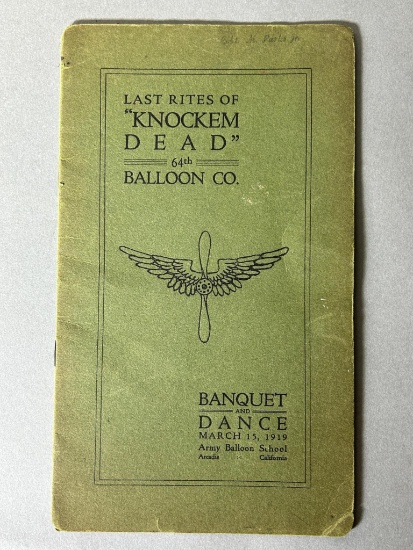 LAST RITES OF
"KNOCKEM
DEAD"
64th
BALLOON CO.
BANQUET
AND
DANCE
MARCH 15, 1919
Army Balloon School
Arcadia California